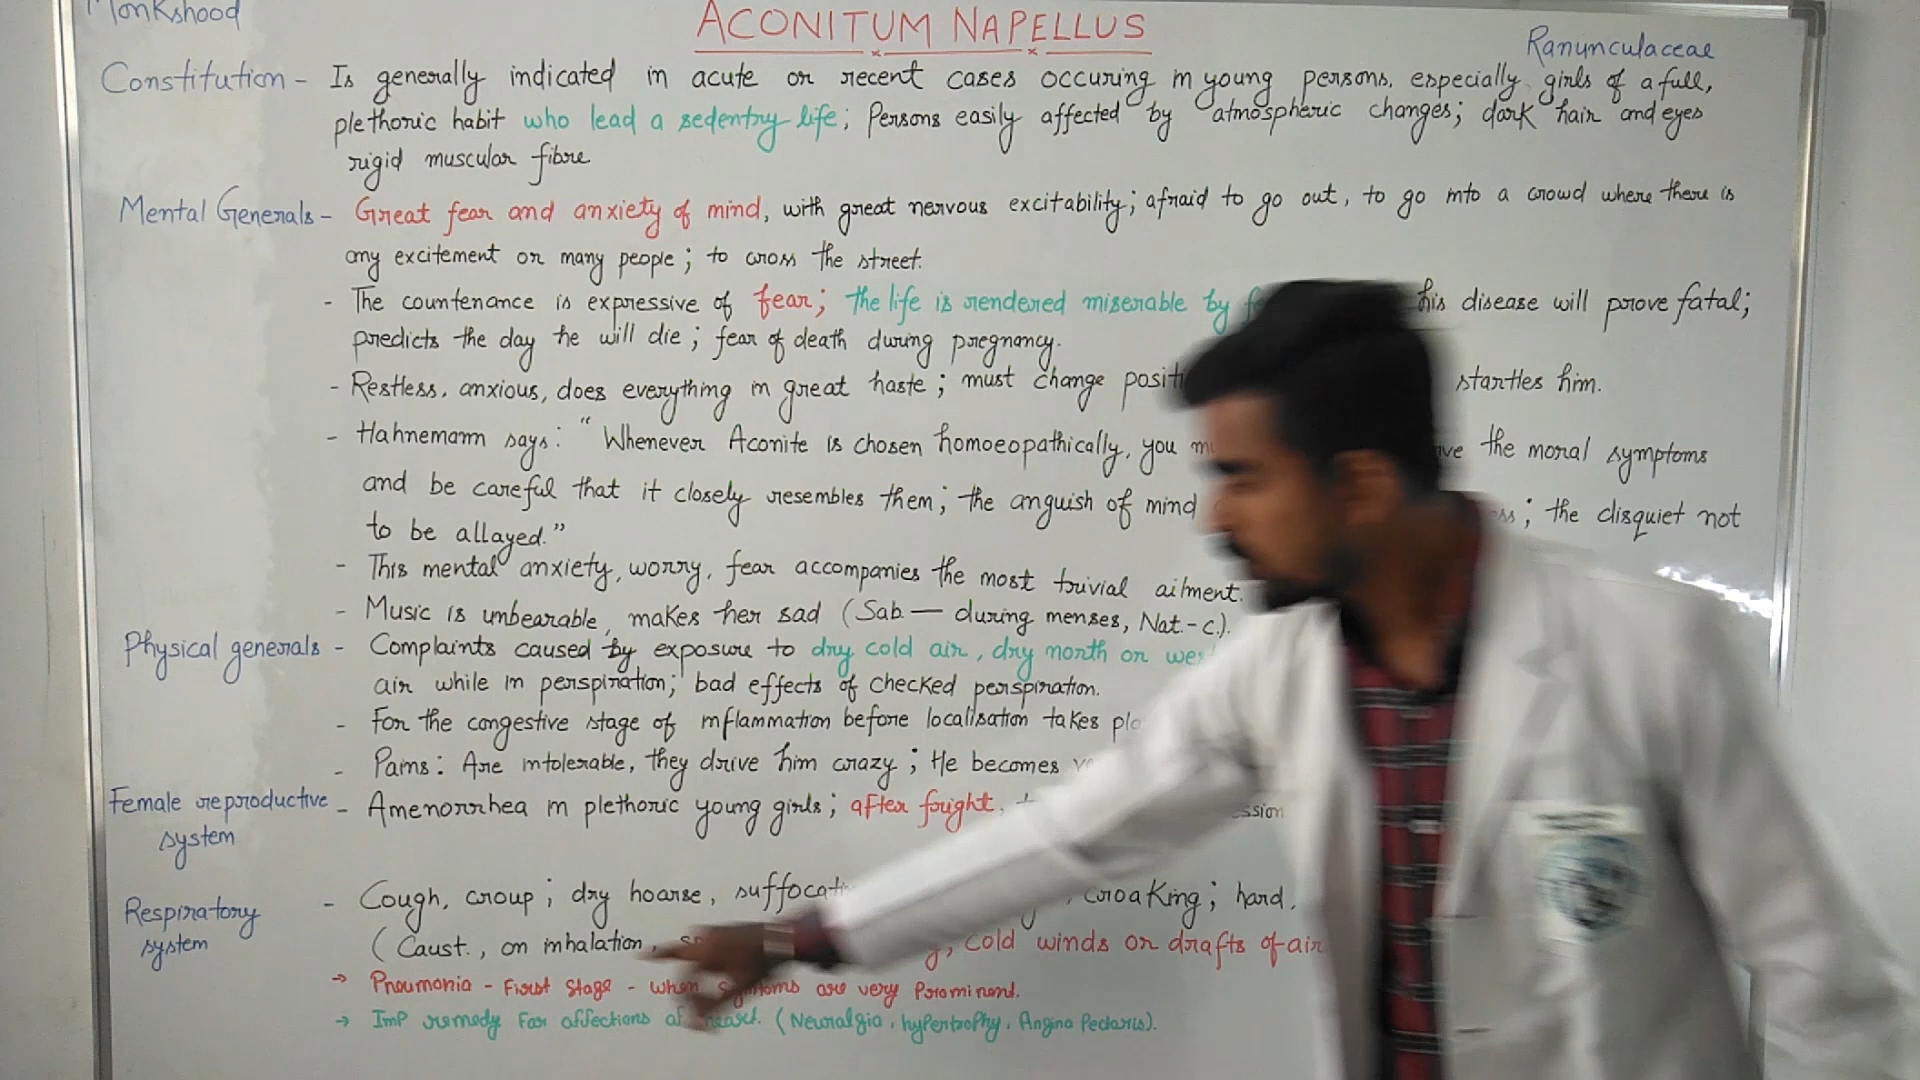 Monkshood
ACONITUM NAPELLUS
Ranunculaceae
Constitution - Is generally indicated in acute or recent cases occuring in young persons, especially girls of a full,
plethoric habit who lead a sedentry life; Persons easily affected by atmospheric changes; dark hair and eyes
rigid muscular fibre
Mental Generals - Great fear and anxiety of mind, with great nervous excitability; afraid to go out, to go into a crowd where there is
any excitement or many people; to cross the street.
- The countenance is expressive of fear; the life is rendered miserable by his disease will prove fatal;
predicts the day he will die; fear of death during pregnancy.
- Restless, anxious, does everything in great haste; must change startles him.
- Hahnemann says: "Whenever Aconite is chosen homoeopathically, you the moral symptoms
and be careful that it closely resembles them; the anguish of mind ; the disquiet not
to be allayed."
- This mental anxiety, worry, fear accompanies the most trivial ailment.
- Music is unbearable, makes her sad (Sab. — during menses, Nat.-c.).
Physical generals - Complaints caused by exposure to dry cold air, dry north or
air while in perspiration; bad effects of checked perspiration.
- For the congestive stage of inflammation before localisation takes
- Pains: Are intolerable, they drive him crazy; He becomes
Female reproductive - Amenorrhea in plethoric young girls; after fright,
system
Respiratory - Cough, croup; dry hoarse, croaking; hard,
system (Caust., on inhalation, cold winds or drafts of air
→ Pneumonia - First Stage - when are very Prominent.
→ Imp remedy For affections of heart. (Neuralgia, hypertrophy, Angina Pectoris).